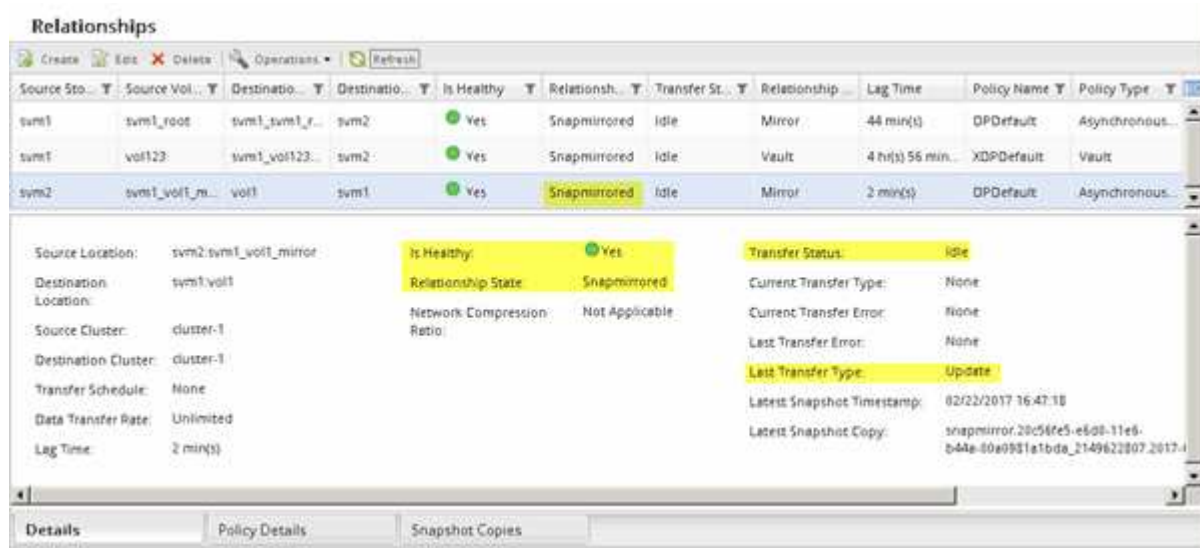 Relationships
Create Edit Delete Operations Refresh
Source Sto... Source Vol... Destinatio... Destinatio... Is Healthy Relationsh... Transfer St... Relationship ... Lag Time Policy Name Policy Type
svm1 svm1_root svm1_svm1_r... svm2 Yes Snapmirrored Idle Mirror 44 min(s) DPDefault Asynchronous...
svm1 vol123 svm1_vol123... svm2 Yes Snapmirrored Idle Vault 4 hr(s) 56 min... XDPDefault Vault
svm2 svm1_vol1_m... vol1 svm1 Yes Snapmirrored Idle Mirror 2 min(s) DPDefault Asynchronous...
Source Location: svm2:svm1_vol1_mirror Is Healthy: Yes Transfer Status: Idle
Destination Location: svm1:vol1 Relationship State: Snapmirrored Current Transfer Type: None
Network Compression Ratio: Not Applicable Current Transfer Error: None
Source Cluster: cluster-1 Last Transfer Error: None
Destination Cluster: cluster-1 Last Transfer Type: Update
Transfer Schedule: None Latest Snapshot Timestamp: 02/22/2017 16:47:18
Data Transfer Rate: Unlimited Latest Snapshot Copy: snapmirror.20c56fe5-e6d0-11e6-
Lag Time: 2 min(s) b44a-00a0981a1bda_2149622807.2017-
Details Policy Details Snapshot Copies